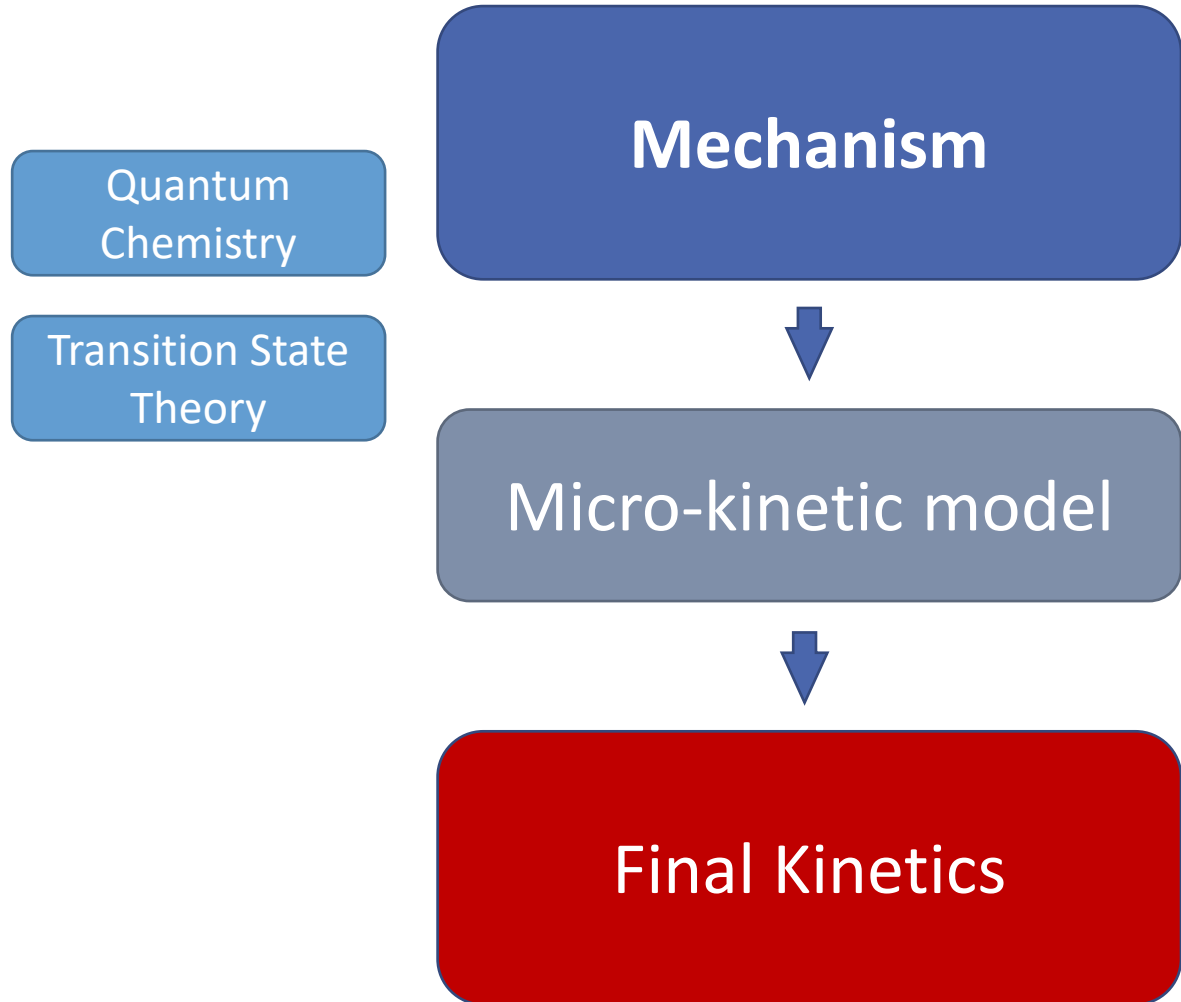 Mechanism
Quantum
Chemistry
Transition State
Theory
Micro-kinetic model
Final Kinetics